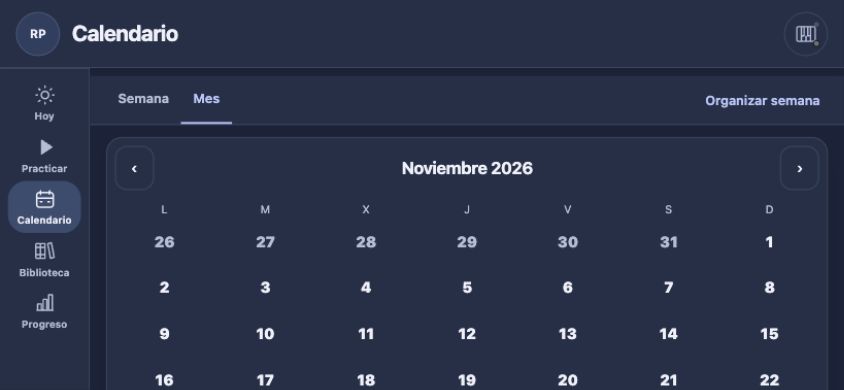 RP Calendario
Hoy
Practicar
Calendario
Biblioteca
Progreso
Semana Mes Organizar semana
‹ Noviembre 2026 ›
L M X J V S D
26 27 28 29 30 31 1
2 3 4 5 6 7 8
9 10 11 12 13 14 15
16 17 18 19 20 21 22